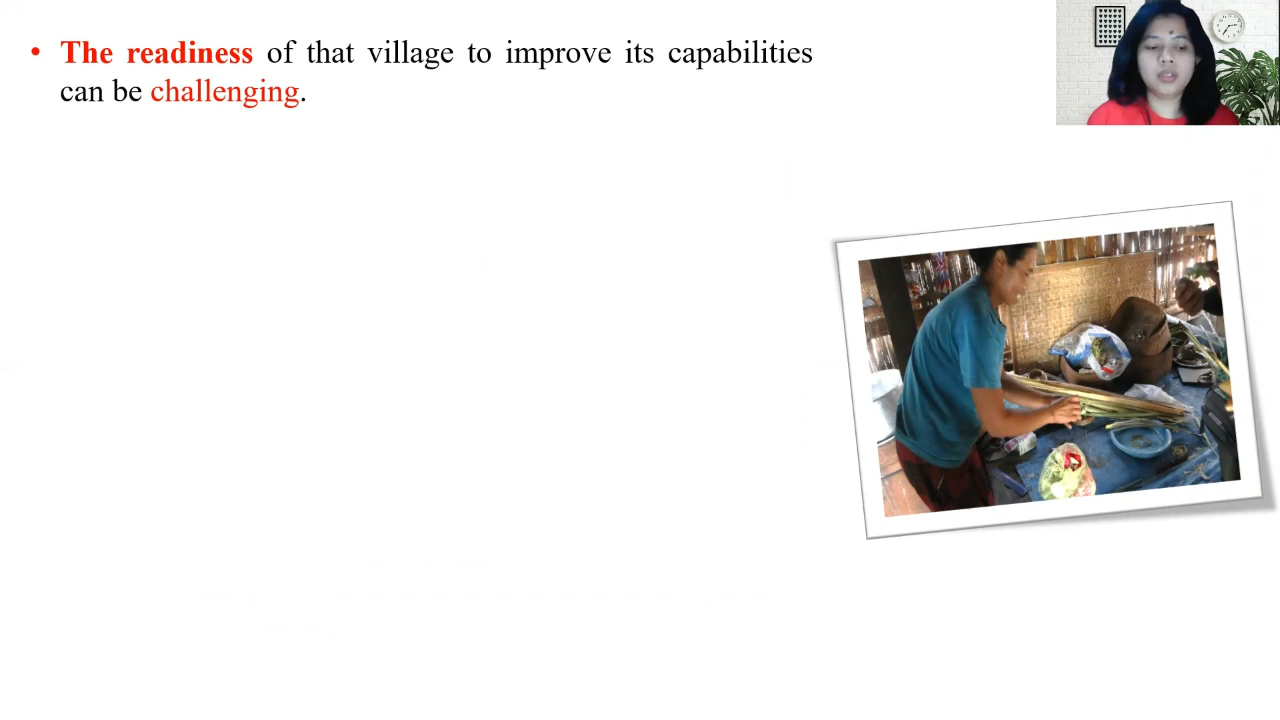 • The readiness of that village to improve its capabilities
can be challenging.